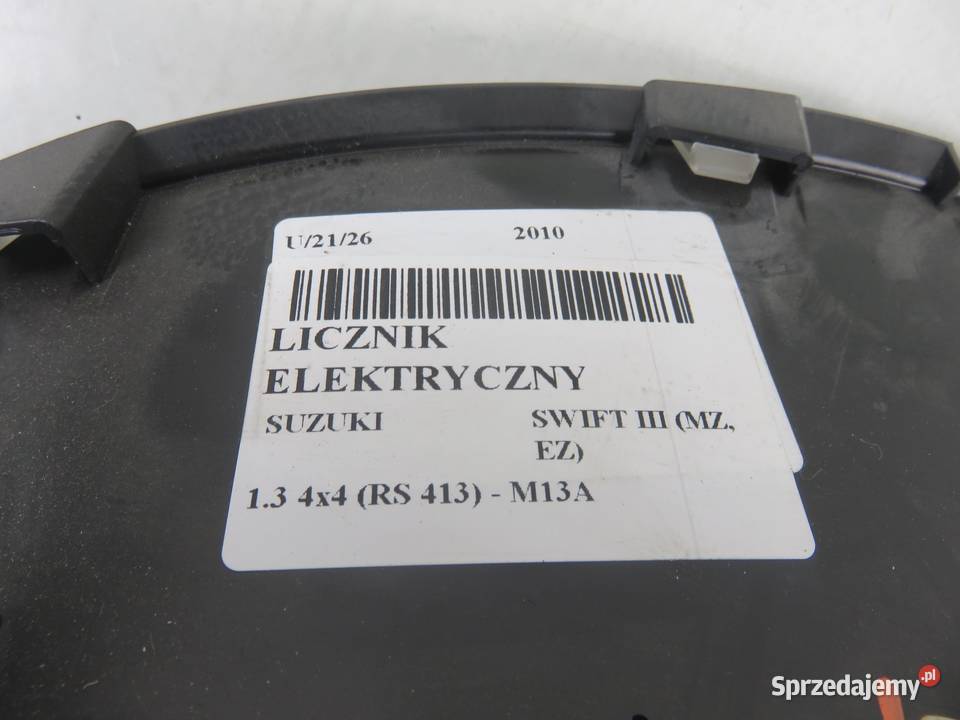 U/21/26 2010
LICZNIK
ELEKTRYCZNY
SUZUKI SWIFT III (MZ,
EZ)
1.3 4x4 (RS 413) - M13A
Sprzedajemy.pl